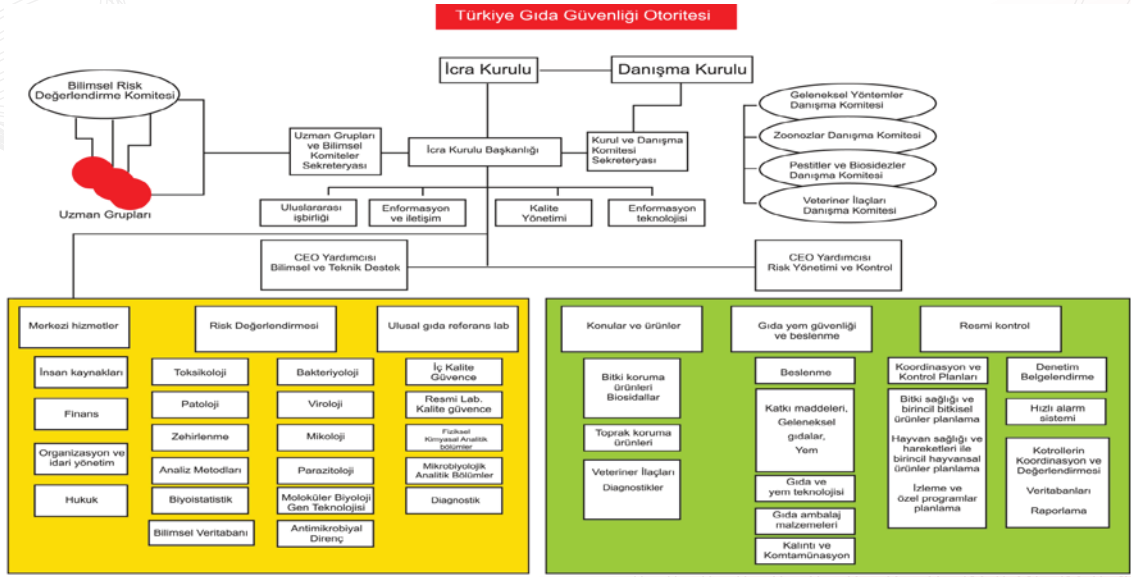 Türkiye Gıda Güvenliği Otoritesi
İcra Kurulu
Danışma Kurulu
Bilimsel Risk
Değerlendirme Komitesi
Uzman Grupları
Uzman Grupları
ve Bilimsel
Komiteler
Sekreteryası
İcra Kurulu Başkanlığı
Kurul ve Danışma
Komitesi
Sekreteryası
Geleneksel Yöntemler
Danışma Komitesi
Zoonozlar Danışma Komitesi
Pestitler ve Biosidezler
Danışma Komitesi
Veteriner İlaçları
Danışma Komitesi
Uluslararası
işbirliği
Enformasyon
ve iletişim
Kalite
Yönetimi
Enformasyon
teknolojisi
CEO Yardımcısı
Bilimsel ve Teknik Destek
CEO Yardımcısı
Risk Yönetimi ve Kontrol
Merkezi hizmetler
İnsan kaynakları
Finans
Organizasyon ve
idari yönetim
Hukuk
Risk Değerlendirmesi
Toksikoloji
Patoloji
Zehirlenme
Analiz Metodları
Biyoistatistik
Bilimsel Veritabanı
Bakteriyoloji
Viroloji
Mikoloji
Parazitoloji
Moloküler Biyoloji
Gen Teknolojisi
Antimikrobiyal
Direnç
Ulusal gıda referans lab
İç Kalite
Güvence
Resmi Lab.
Kalite güvence
Fiziksel
Kimyasal Analitik
bölümler
Mikrobiyolojik
Analitik Bölümler
Diagnostik
Konular ve ürünler
Bitki koruma
ürünleri
Biosidallar
Toprak koruma
ürünleri
Veteriner İlaçları
Diagnostikler
Gıda yem güvenliği
ve beslenme
Beslenme
Katkı maddeleri,
Geleneksel
gıdalar,
Yem
Gıda ve
yem teknolojisi
Gıda ambalaj
malzemeleri
Kalıntı ve
Komtamünasyon
Resmi kontrol
Koordinasyon ve
Kontrol Planları
Bitki sağlığı ve
birincil bitkisel
ürünler planlama
Hayvan sağlığı ve
hareketleri ile
birincil hayvansal
ürünler planlama
İzleme ve
özel programlar
planlama
Denetim
Belgelendirme
Hızlı alarm
sistemi
Kotrollerin
Koordinasyon ve
Değerlendirmesi
Veritabanları
Raporlama